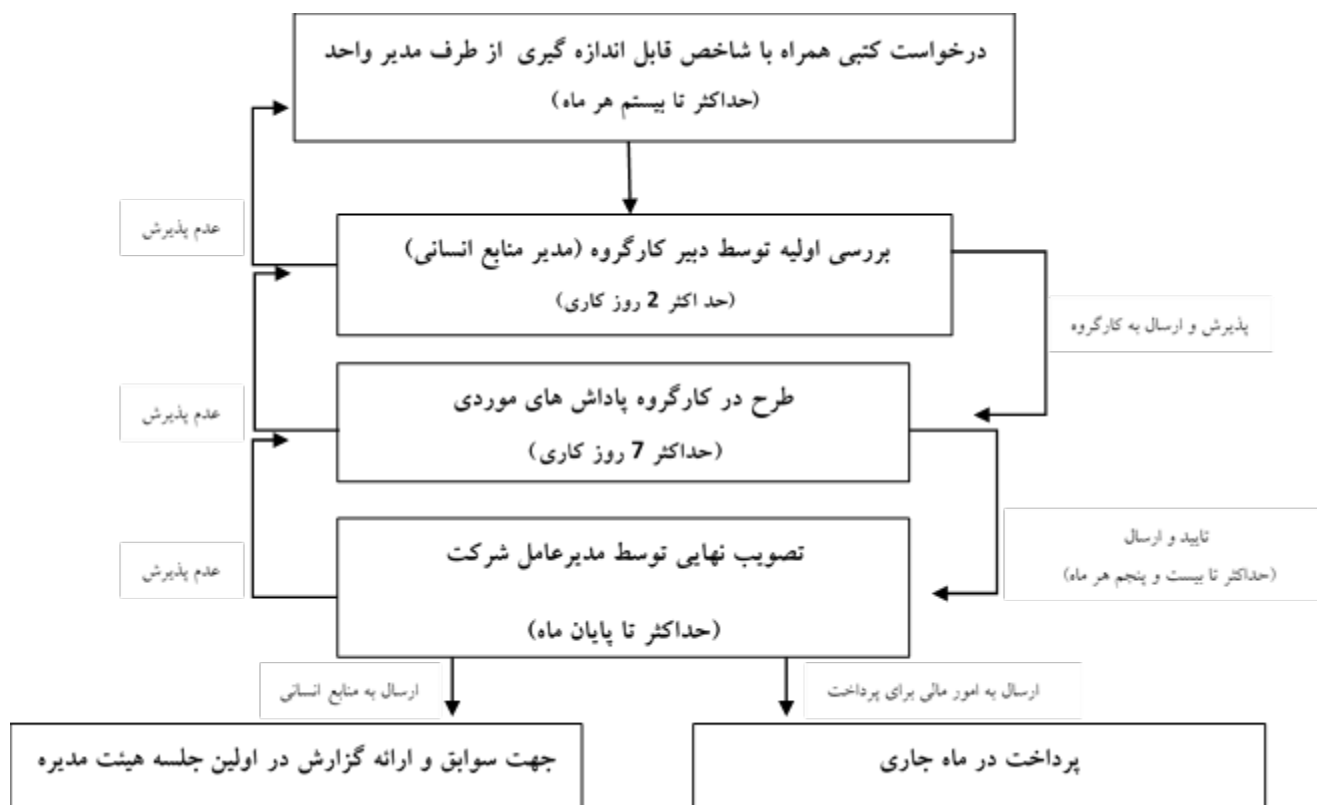 درخواست کتبی همراه با شاخص قابل اندازه گیری از طرف مدیر واحد
(حداکثر تا بیستم هر ماه)
عدم پذیرش
بررسی اولیه توسط دبیر کارگروه (مدیر منابع انسانی)
(حد اکثر 2 روز کاری)
پذیرش و ارسال به کارگروه
طرح در کارگروه پاداش های موردی
(حداکثر 7 روز کاری)
عدم پذیرش
تایید و ارسال
(حداکثر تا بیست و پنجم هر ماه)
تصویب نهایی توسط مدیرعامل شرکت
(حداکثر تا پایان ماه)
عدم پذیرش
ارسال به امور مالی برای پرداخت
ارسال به منابع انسانی
پرداخت در ماه جاری
جهت سوابق و ارائه گزارش در اولین جلسه هیئت مدیره